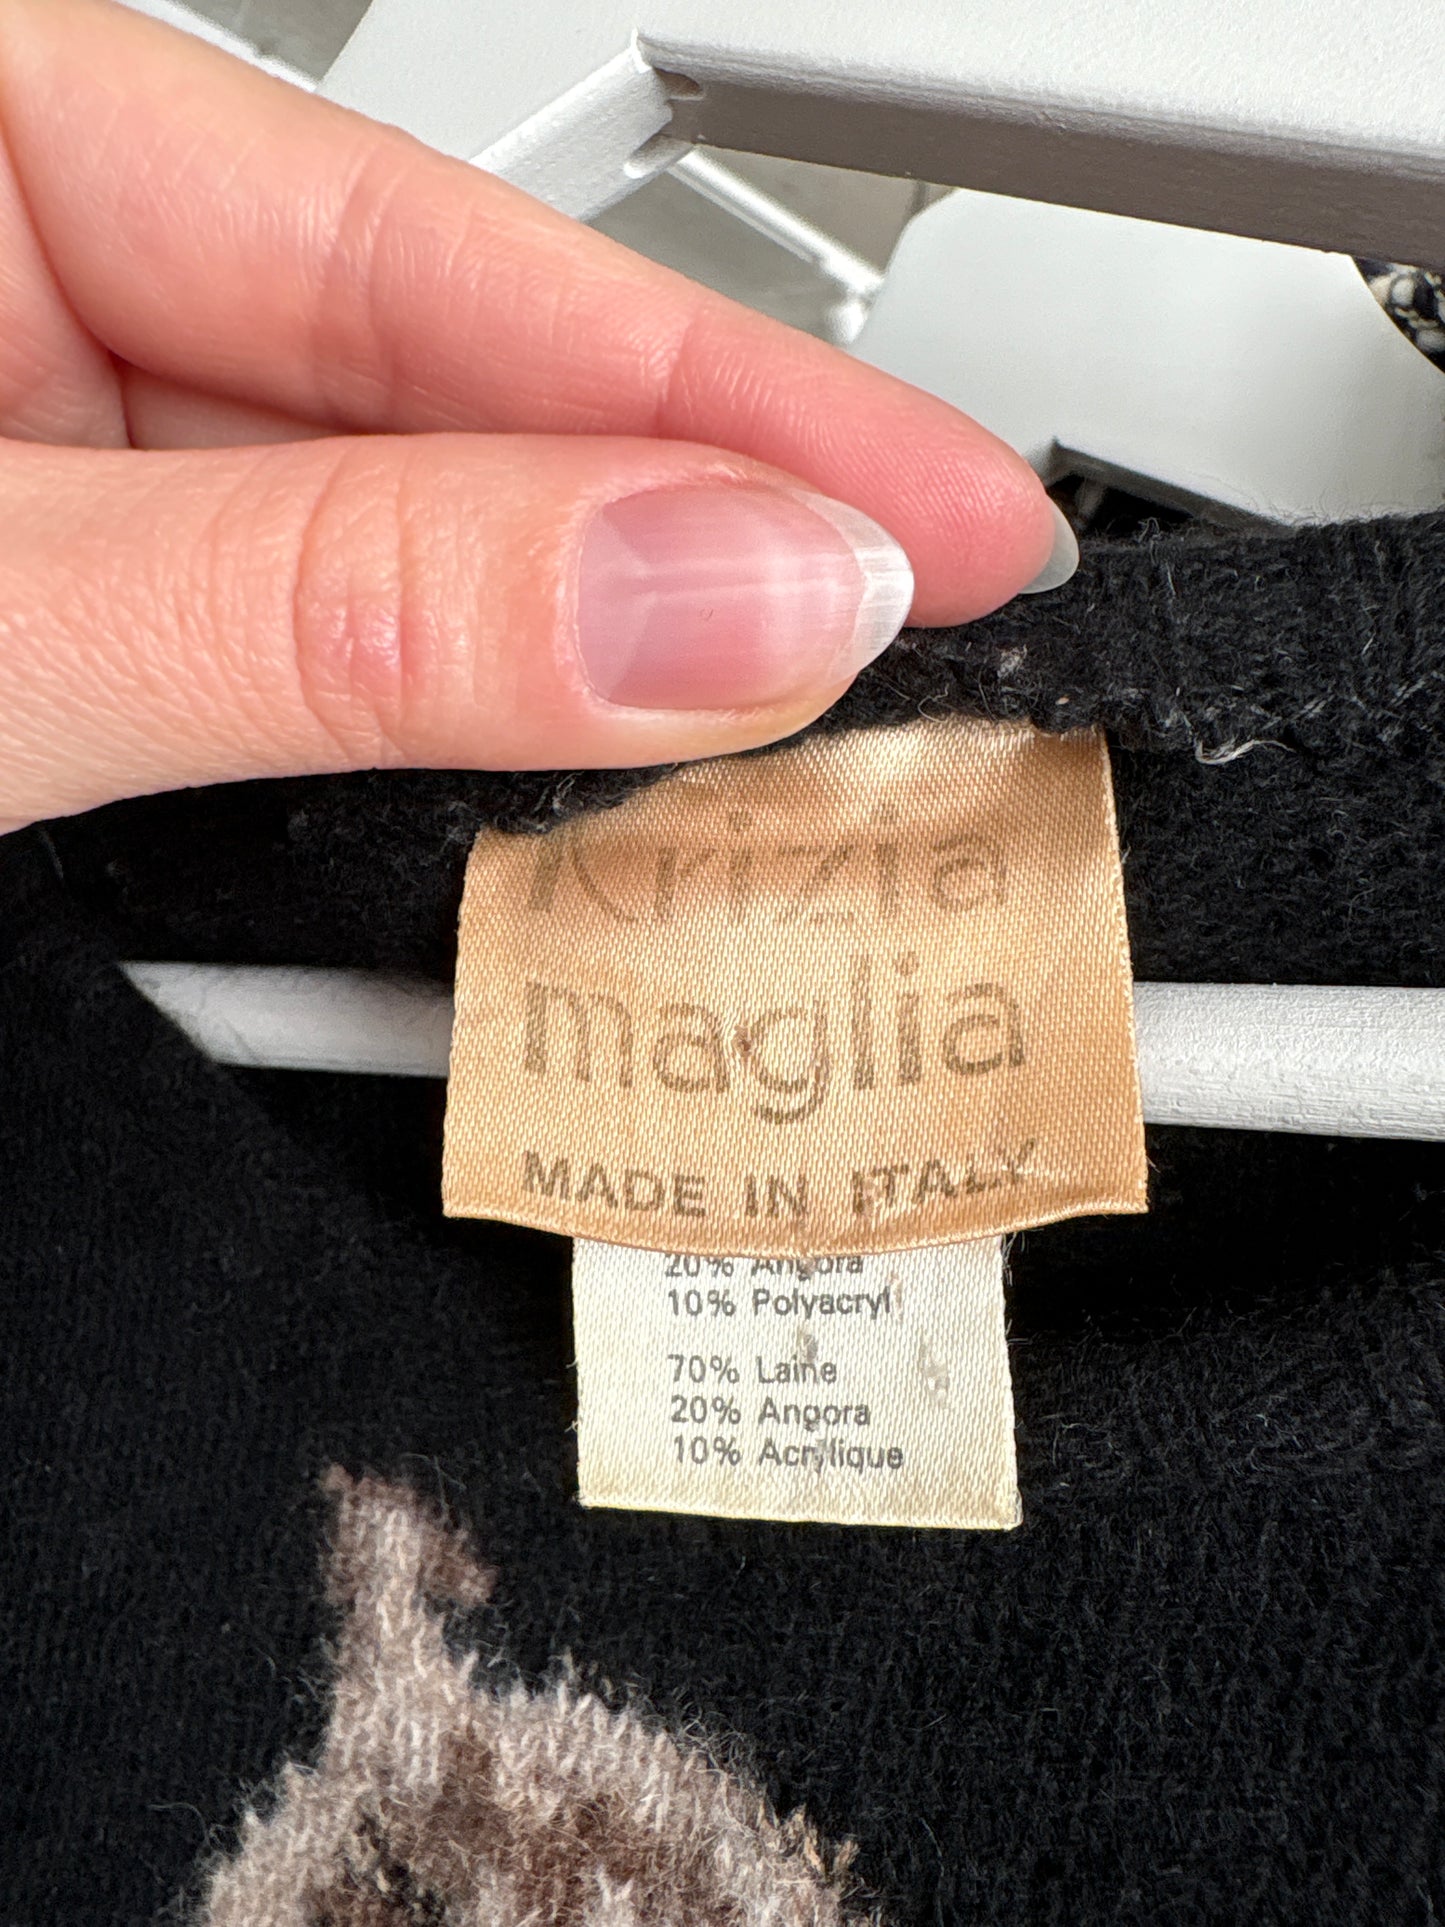 Krizia
maglia
MADE IN ITALY
20% Angora
10% Polyacryl
70% Laine
20% Angora
10% Acrylique